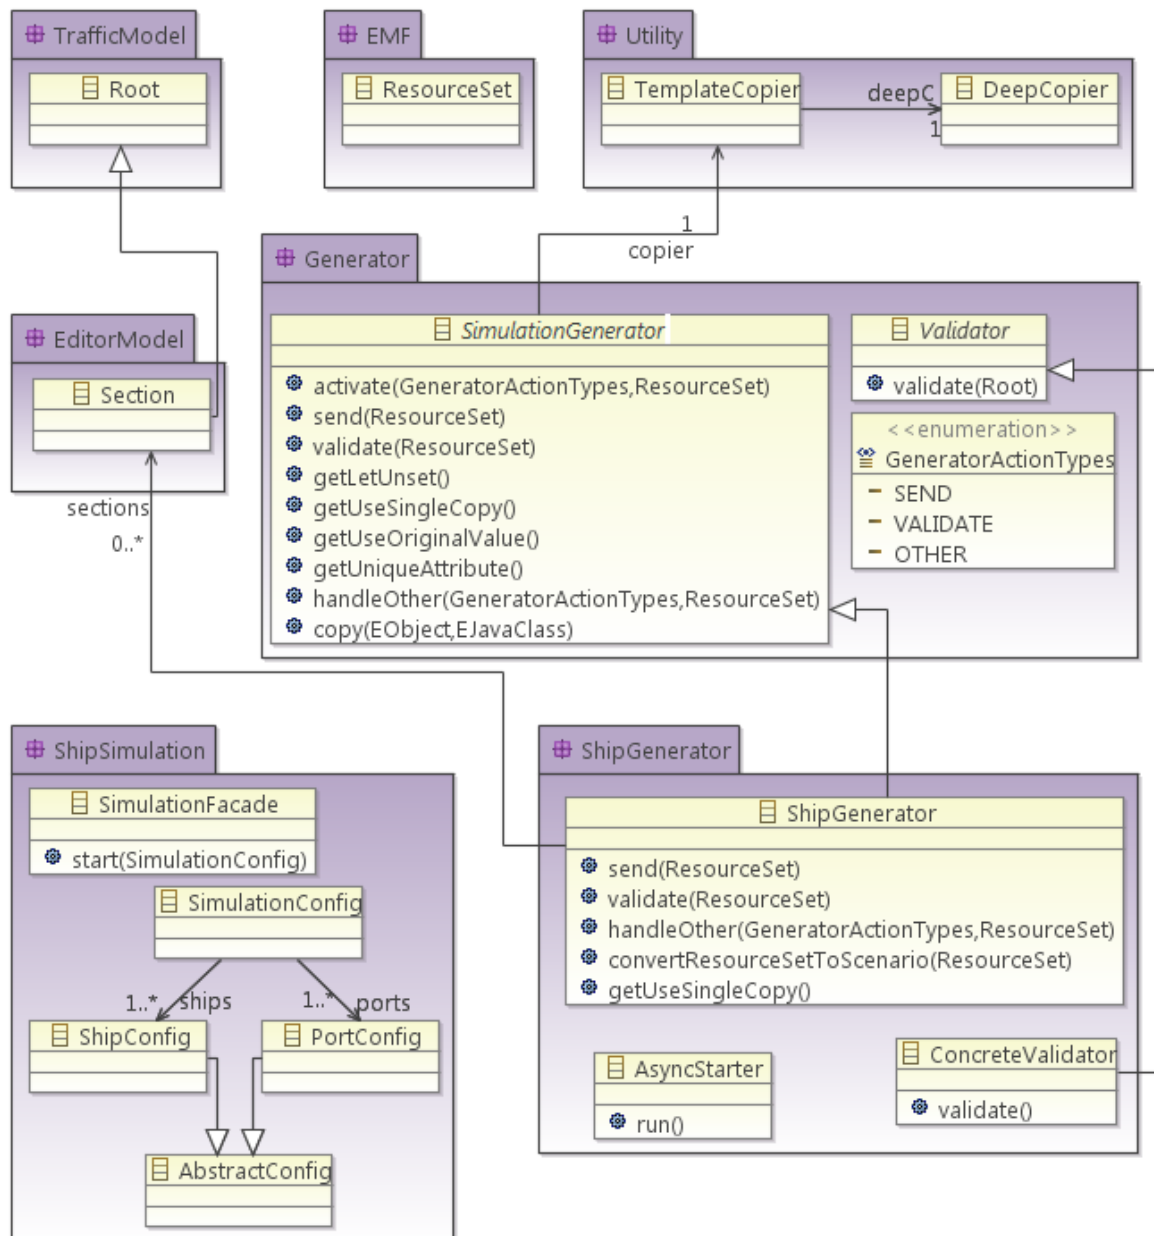 TrafficModel
Root
EMF
ResourceSet
Utility
TemplateCopier
deepC
1
DeepCopier
1
copier
Generator
SimulationGenerator
activate(GeneratorActionTypes,ResourceSet)
send(ResourceSet)
validate(ResourceSet)
getLetUnset()
getUseSingleCopy()
getUseOriginalValue()
getUniqueAttribute()
handleOther(GeneratorActionTypes,ResourceSet)
copy(EObject,EJavaClass)
Validator
validate(Root)
<<enumeration>>
GeneratorActionTypes
SEND
VALIDATE
OTHER
EditorModel
Section
sections
0..*
ShipSimulation
SimulationFacade
start(SimulationConfig)
SimulationConfig
1..* ships
1..* ports
ShipConfig
PortConfig
AbstractConfig
ShipGenerator
ShipGenerator
send(ResourceSet)
validate(ResourceSet)
handleOther(GeneratorActionTypes,ResourceSet)
convertResourceSetToScenario(ResourceSet)
getUseSingleCopy()
AsyncStarter
run()
ConcreteValidator
validate()